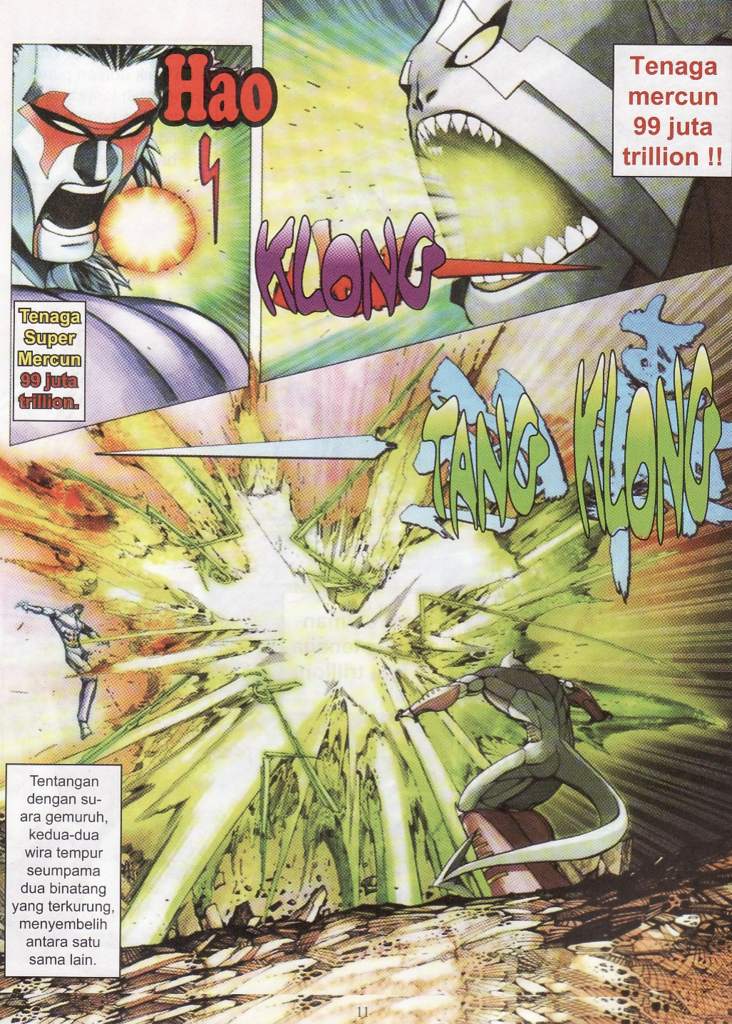 Hao
Tenaga
mercun
99 juta
trillion !!
KLONG
Tenaga
Super
Mercun
99 juta
trillion.
TANG KLONG
Tentangan
dengan su-
ara gemuruh,
kedua-dua
wira tempur
seumpama
dua binatang
yang terkurung,
menyembelih
antara satu
sama lain.
11